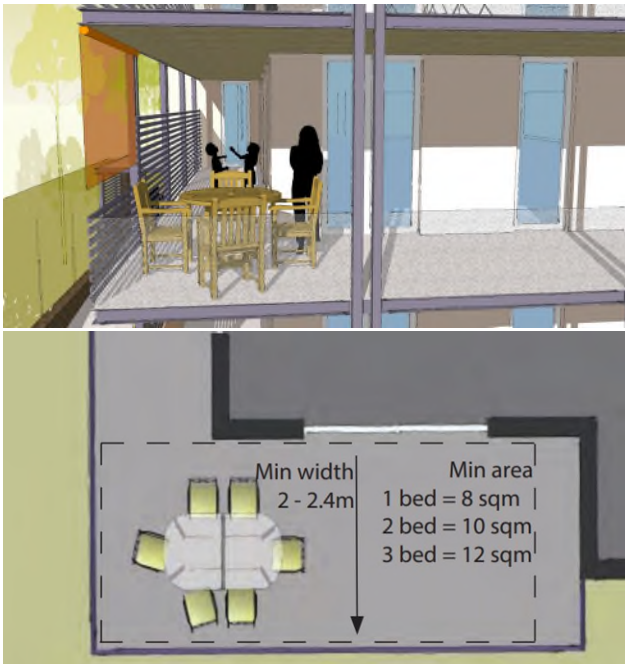 Min width
2 - 2.4m
Min area
1 bed = 8 sqm
2 bed = 10 sqm
3 bed = 12 sqm